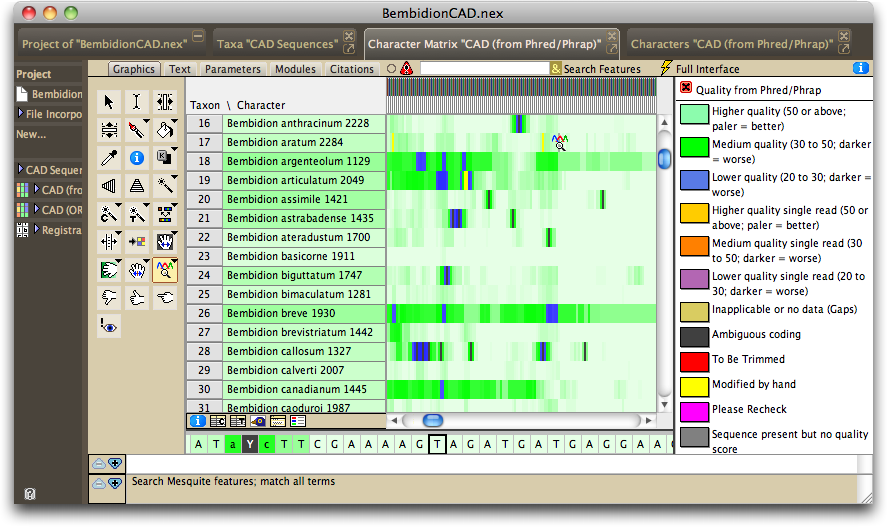 BembidionCAD.nex
Project of "BembidionCAD.nex"
Taxa "CAD Sequences"
Character Matrix "CAD (from Phred/Phrap)"
Characters "CAD (from Phred/Phrap)"
Project
Bembidion
File Incorpo
New...
CAD Sequer
CAD (fro
CAD (OR
Registra
Graphics
Text
Parameters
Modules
Citations
&
Search Features
Full Interface
Taxon \ Character
16 Bembidion anthracinum 2228
17 Bembidion aratum 2284
18 Bembidion argenteolum 1129
19 Bembidion articulatum 2049
20 Bembidion assimile 1421
21 Bembidion astrabadense 1435
22 Bembidion ateradustum 1700
23 Bembidion basicorne 1911
24 Bembidion biguttatum 1747
25 Bembidion bimaculatum 1281
26 Bembidion breve 1930
27 Bembidion brevistriatum 1442
28 Bembidion callosum 1327
29 Bembidion calverti 2007
30 Bembidion canadianum 1445
31 Bembidion caoduroi 1987
Quality from Phred/Phrap
Higher quality (50 or above;
paler = better)
Medium quality (30 to 50; darker
= worse)
Lower quality (20 to 30; darker =
worse)
Higher quality single read (50 or
above; paler = better)
Medium quality single read (30
to 50; darker = worse)
Lower quality single read (20 to
30; darker = worse)
Inapplicable or no data (Gaps)
Ambiguous coding
To Be Trimmed
Modified by hand
Please Recheck
Sequence present but no quality
score
A T a Y c T T C G A A A A G T A G A T G A T G A G G A A
Search Mesquite features; match all terms